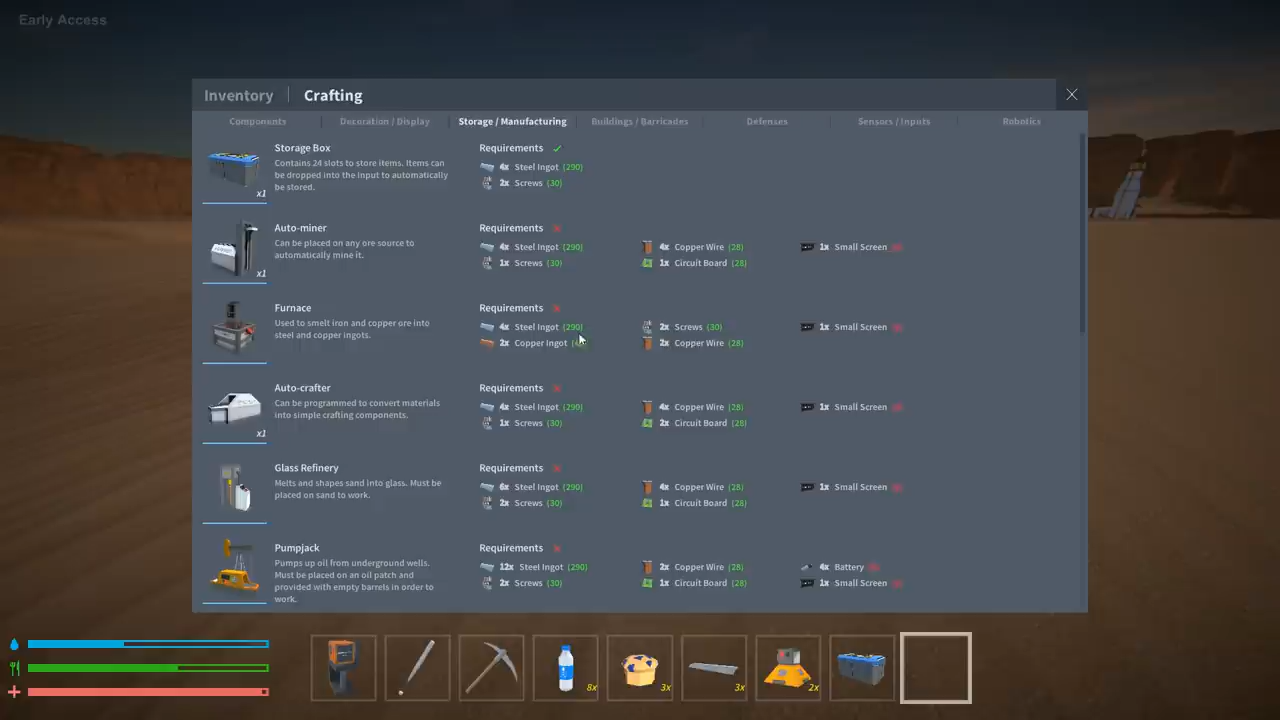 Early Access
Inventory | Crafting
Components Decoration / Display Storage / Manufacturing Buildings / Barricades Defenses Sensors / Inputs Robotics
Storage Box
Contains 24 slots to store items. Items can
be dropped into the input to automatically
be stored.
x1
Requirements
4x Steel Ingot (290)
2x Screws (30)
Auto-miner
Can be placed on any ore source to
automatically mine it.
x1
Requirements
4x Steel Ingot (290) 4x Copper Wire (28) 1x Small Screen
1x Screws (30) 1x Circuit Board (28)
Furnace
Used to smelt iron and copper ore into
steel and copper ingots.
Requirements
4x Steel Ingot (290) 2x Screws (30) 1x Small Screen
2x Copper Ingot 2x Copper Wire (28)
Auto-crafter
Can be programmed to convert materials
into simple crafting components.
x1
Requirements
4x Steel Ingot (290) 4x Copper Wire (28) 1x Small Screen
1x Screws (30) 2x Circuit Board (28)
Glass Refinery
Melts and shapes sand into glass. Must be
placed on sand to work.
Requirements
6x Steel Ingot (290) 4x Copper Wire (28) 1x Small Screen
2x Screws (30) 1x Circuit Board (28)
Pumpjack
Pumps up oil from underground wells.
Must be placed on an oil patch and
provided with empty barrels in order to
work.
Requirements
12x Steel Ingot (290) 2x Copper Wire (28) 4x Battery
2x Screws (30) 1x Circuit Board (28) 1x Small Screen
8x 3x 3x 2x